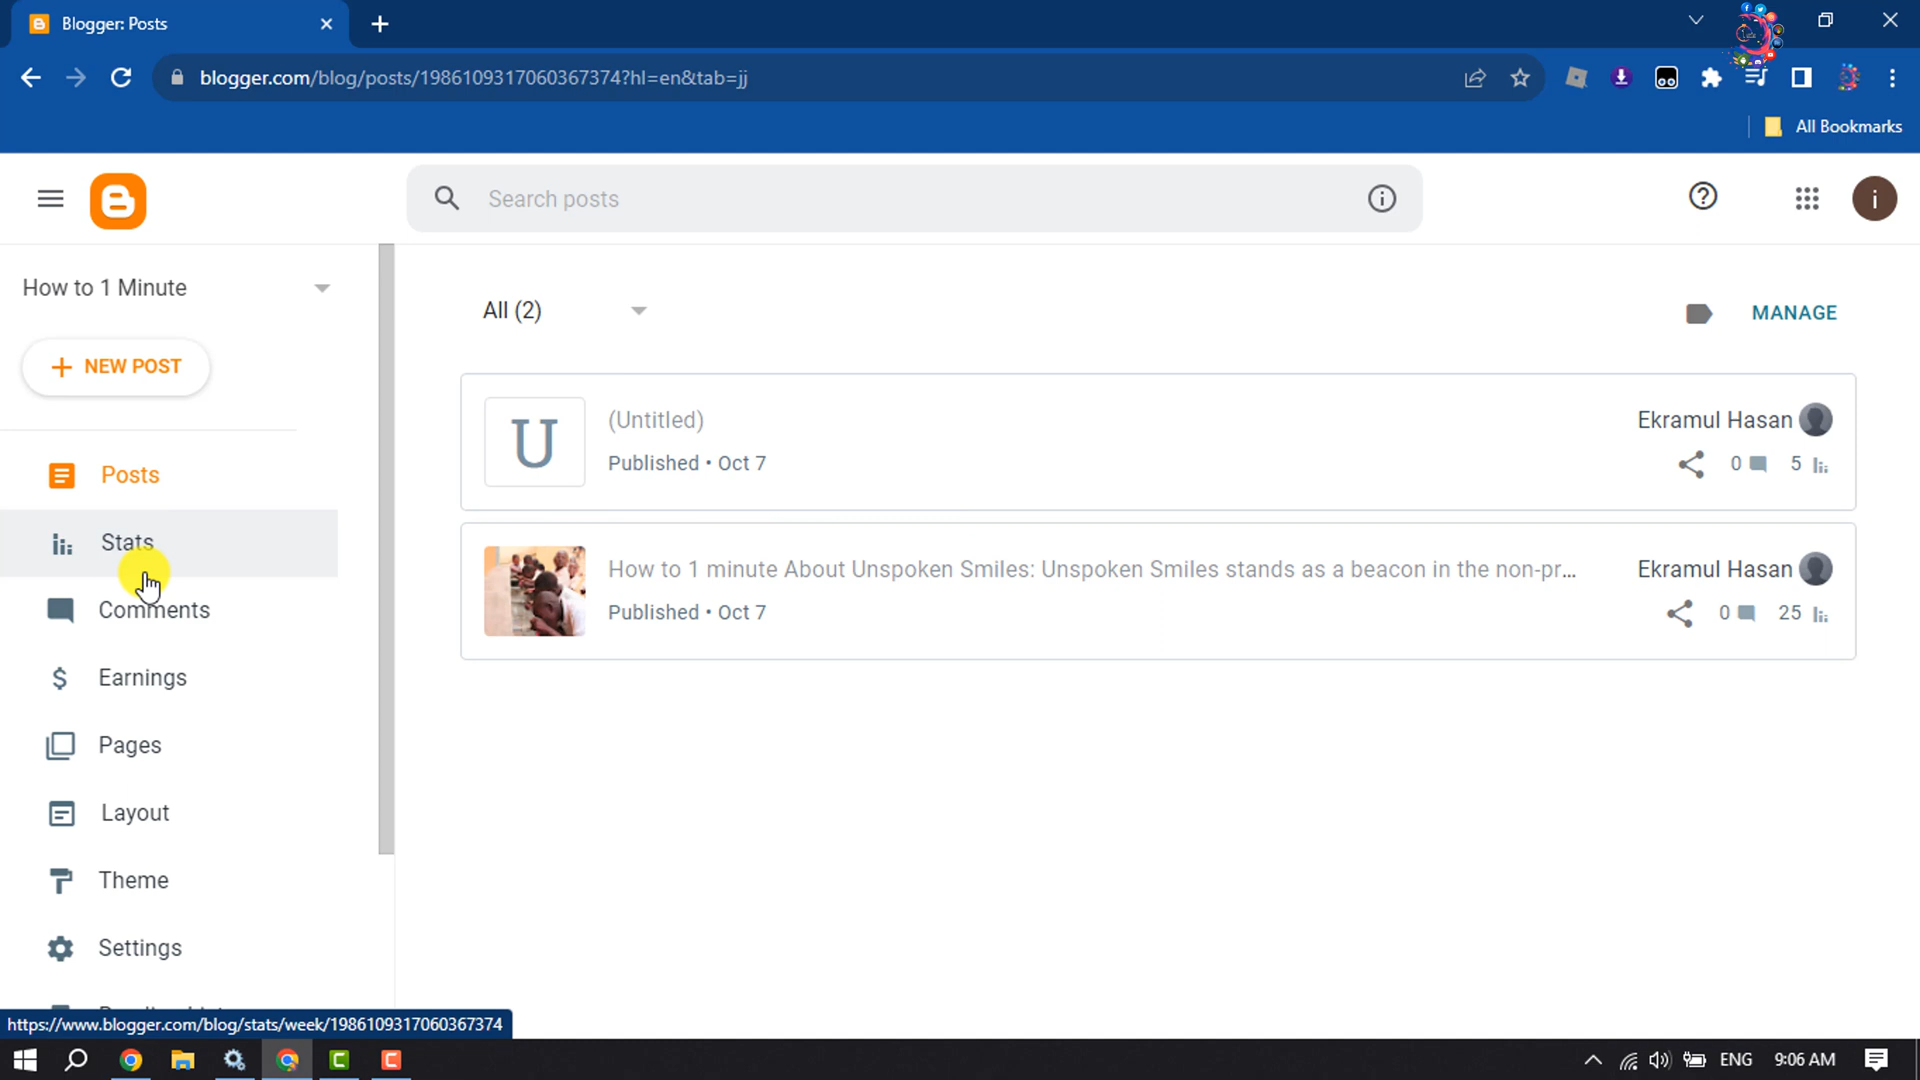 Blogger: Posts
blogger.com/blog/posts/1986109317060367374?hl=en&tab=jj
All Bookmarks
Search posts
i
How to 1 Minute
NEW POST
Posts
Stats
Comments
Earnings
Pages
Layout
Theme
Settings
All (2)
MANAGE
U
(Untitled)
Published • Oct 7
Ekramul Hasan
0 5
How to 1 minute About Unspoken Smiles: Unspoken Smiles stands as a beacon in the non-pr...
Published • Oct 7
Ekramul Hasan
0 25
https://www.blogger.com/blog/stats/week/1986109317060367374
ENG 9:06 AM